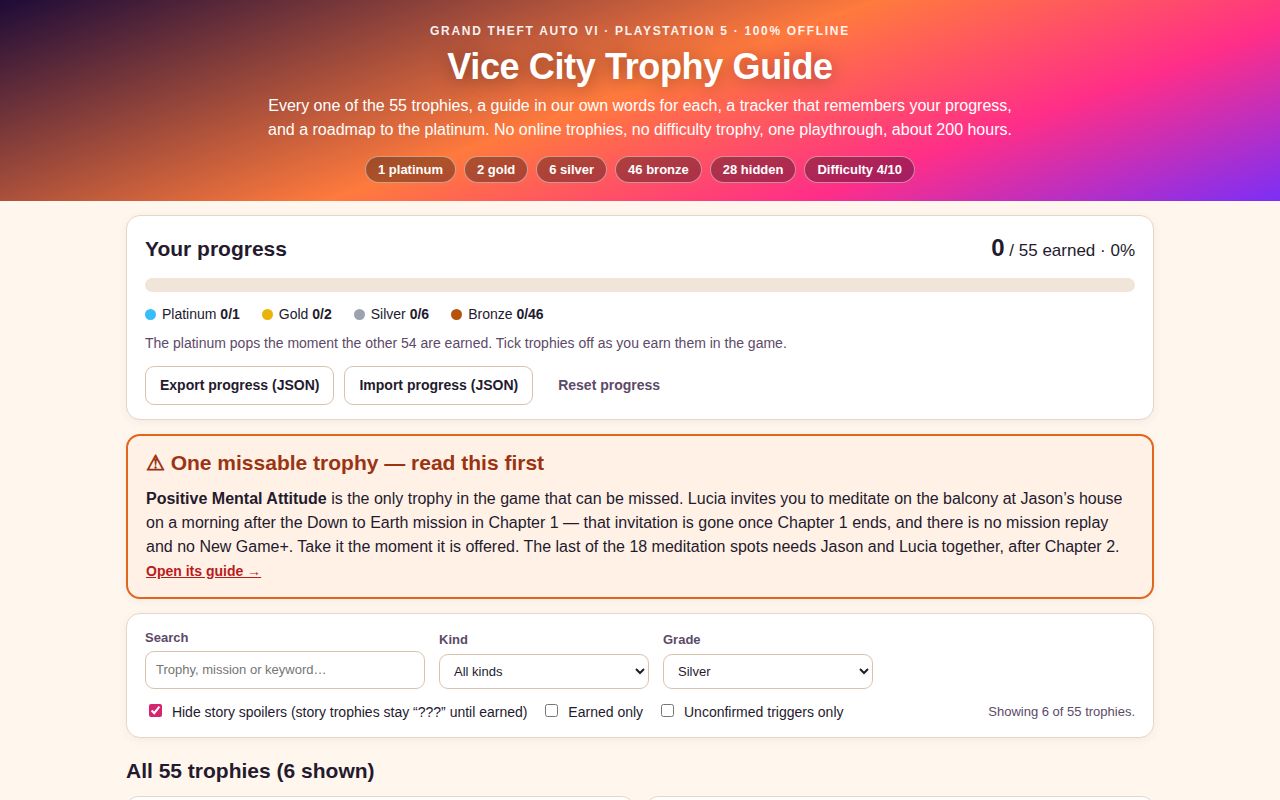 GRAND THEFT AUTO VI · PLAYSTATION 5 · 100% OFFLINE
Vice City Trophy Guide
Every one of the 55 trophies, a guide in our own words for each, a tracker that remembers your progress,
and a roadmap to the platinum. No online trophies, no difficulty trophy, one playthrough, about 200 hours.
1 platinum
2 gold
6 silver
46 bronze
28 hidden
Difficulty 4/10
Your progress
0 / 55 earned · 0%
Platinum 0/1
Gold 0/2
Silver 0/6
Bronze 0/46
The platinum pops the moment the other 54 are earned. Tick trophies off as you earn them in the game.
Export progress (JSON)
Import progress (JSON)
Reset progress
⚠ One missable trophy — read this first
Positive Mental Attitude is the only trophy in the game that can be missed. Lucia invites you to meditate on the balcony at Jason’s house
on a morning after the Down to Earth mission in Chapter 1 — that invitation is gone once Chapter 1 ends, and there is no mission replay
and no New Game+. Take it the moment it is offered. The last of the 18 meditation spots needs Jason and Lucia together, after Chapter 2.
Open its guide →
Search
Kind
Grade
Trophy, mission or keyword…
All kinds
Silver
Hide story spoilers (story trophies stay “???” until earned)
Earned only
Unconfirmed triggers only
Showing 6 of 55 trophies.
All 55 trophies (6 shown)